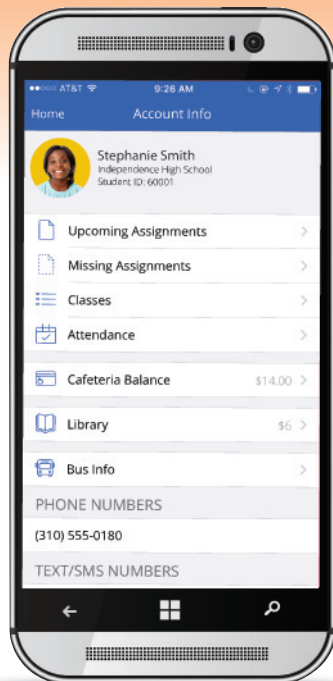 AT&T 9:26 AM
Home Account Info
Stephanie Smith
Independence High School
Student ID: 60001
Upcoming Assignments
Missing Assignments
Classes
Attendance
Cafeteria Balance $14.00
Library $6
Bus Info
PHONE NUMBERS
(310) 555-0180
TEXT/SMS NUMBERS